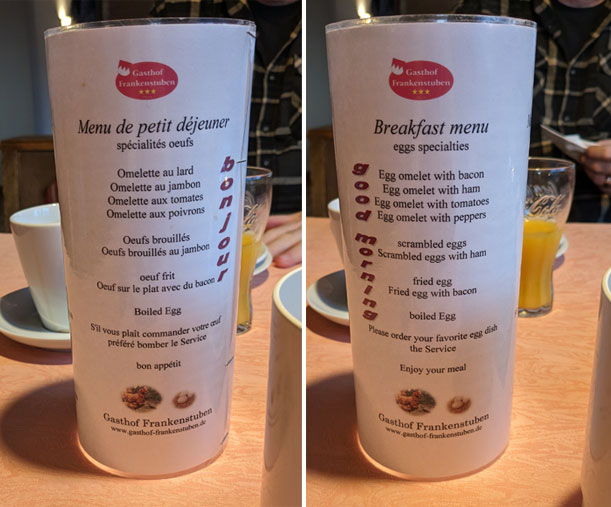 Gasthof
Frankenstuben
Menu de petit déjeuner
spécialités oeufs
bonjour
Omelette au lard
Omelette au jambon
Omelette aux tomates
Omelette aux poivrons
Oeufs brouillés
Oeufs brouillés au jambon
oeuf frit
Oeuf sur le plat avec du bacon
Boiled Egg
S'il vous plaît commander votre œuf
préféré bomber le Service
bon appétit
Gasthof Frankenstuben
www.gasthof-frankenstuben.de
Gasthof
Frankenstuben
Breakfast menu
eggs specialties
good morning
Egg omelet with bacon
Egg omelet with ham
Egg omelet with tomatoes
Egg omelet with peppers
scrambled eggs
Scrambled eggs with ham
fried egg
Fried egg with bacon
boiled Egg
Please order your favorite egg dish
the Service
Enjoy your meal
Gasthof Frankenstuben
www.gasthof-frankenstuben.de